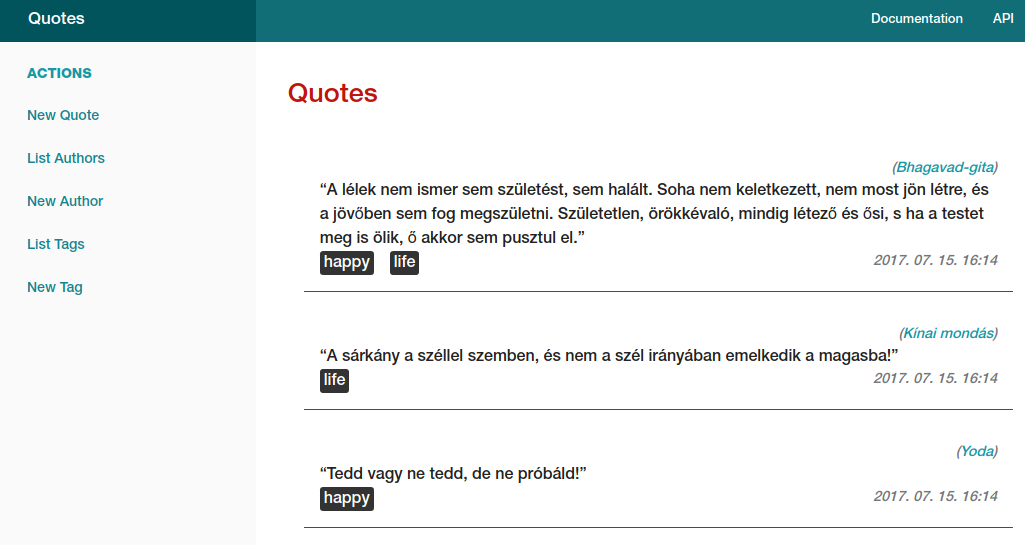 Quotes
Documentation
API
ACTIONS
New Quote
List Authors
New Author
List Tags
New Tag
Quotes
(Bhagavad-gita)
“A lélek nem ismer sem születést, sem halált. Soha nem keletkezett, nem most jön létre, és
a jövőben sem fog megszületni. Születetlen, örökkévaló, mindig létező és ősi, s ha a testet
meg is ölik, ő akkor sem pusztul el.”
happy life
2017. 07. 15. 16:14
(Kínai mondás)
“A sárkány a széllel szemben, és nem a szél irányában emelkedik a magasba!”
life
2017. 07. 15. 16:14
(Yoda)
“Tedd vagy ne tedd, de ne próbáld!”
happy
2017. 07. 15. 16:14